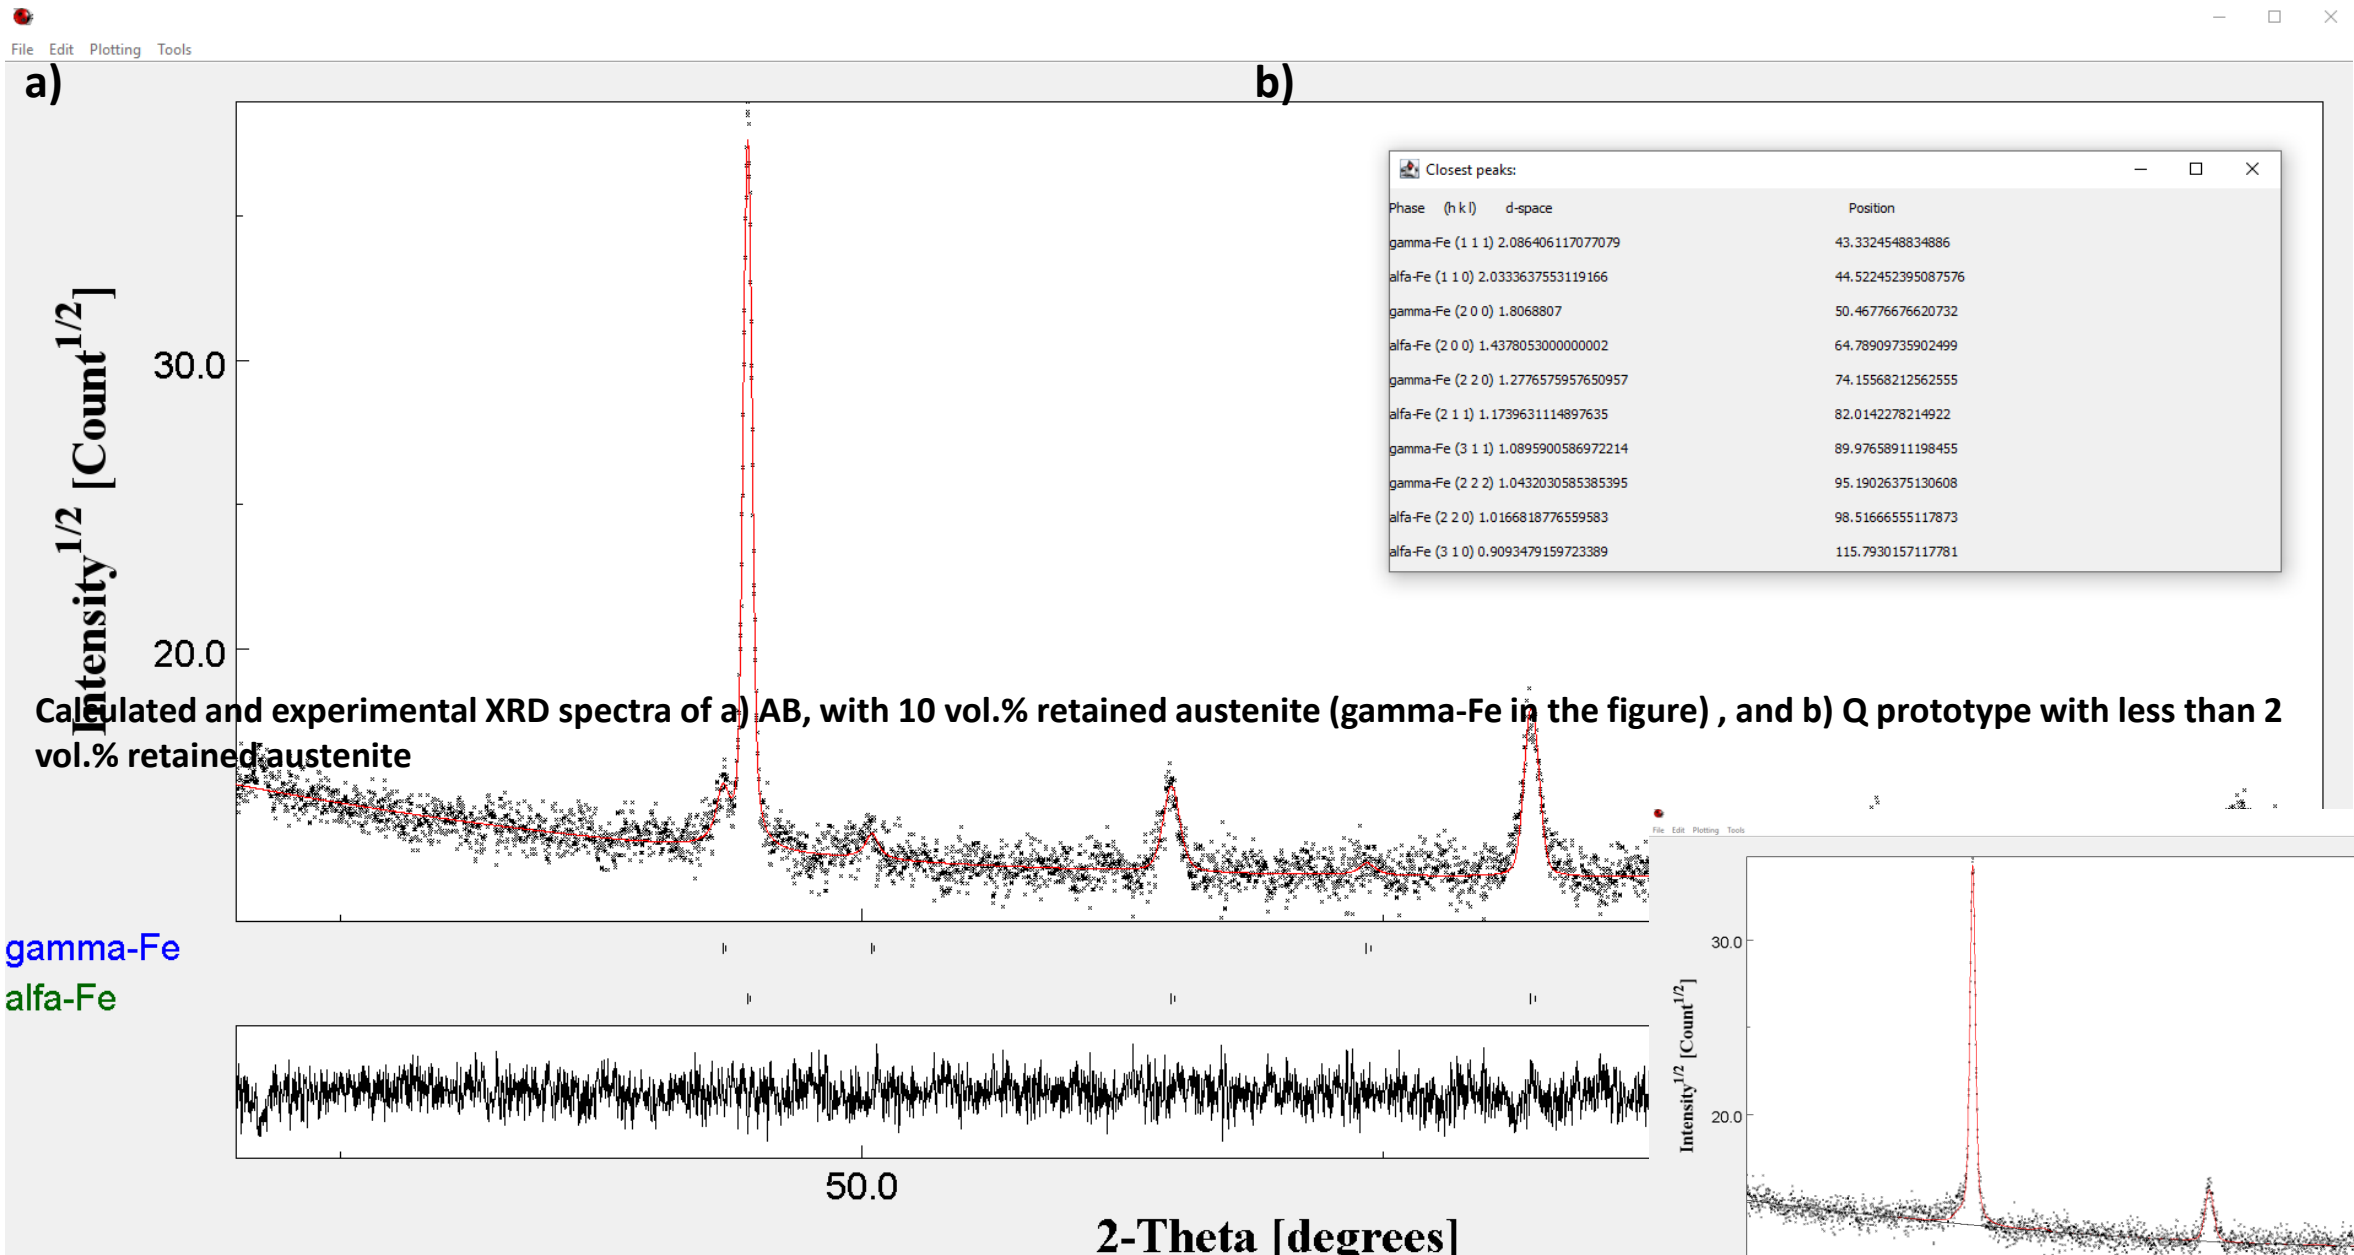 File Edit Plotting Tools
a)
b)
Intensity1/2 [Count1/2]
30.0
20.0
Closest peaks:
Phase (h k l) d-space Position
gamma-Fe (1 1 1) 2.086406117077079 43.3324548834886
alfa-Fe (1 1 0) 2.0333637553119166 44.522452395087576
gamma-Fe (2 0 0) 1.8068807 50.46776676620732
alfa-Fe (2 0 0) 1.4378053000000002 64.78909735902499
gamma-Fe (2 2 0) 1.2776575957650957 74.15568212562555
alfa-Fe (2 1 1) 1.1739631114897635 82.0142278214922
gamma-Fe (3 1 1) 1.0895900586972214 89.97658911198455
gamma-Fe (2 2 2) 1.0432030585385395 95.19026375130608
alfa-Fe (2 2 0) 1.0166818776559583 98.51666555117873
alfa-Fe (3 1 0) 0.9093479159723389 115.7930157117781
Calculated and experimental XRD spectra of a) AB, with 10 vol.% retained austenite (gamma-Fe in the figure) , and b) Q prototype with less than 2
vol.% retained austenite
gamma-Fe
alfa-Fe
50.0
2-Theta [degrees]
File Edit Plotting Tools
Intensity1/2 [Count1/2]
30.0
20.0